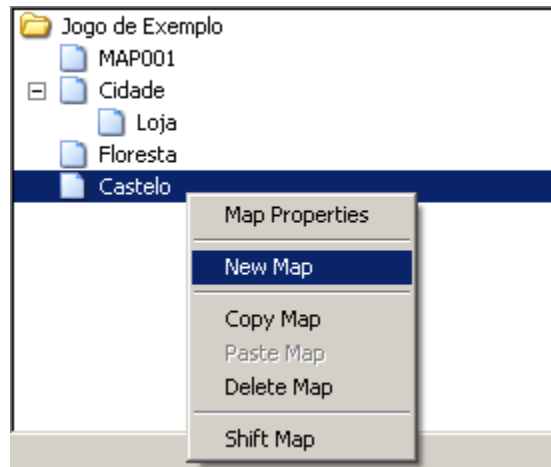 Jogo de Exemplo
MAP001
Cidade
Loja
Floresta
Castelo
Map Properties
New Map
Copy Map
Paste Map
Delete Map
Shift Map